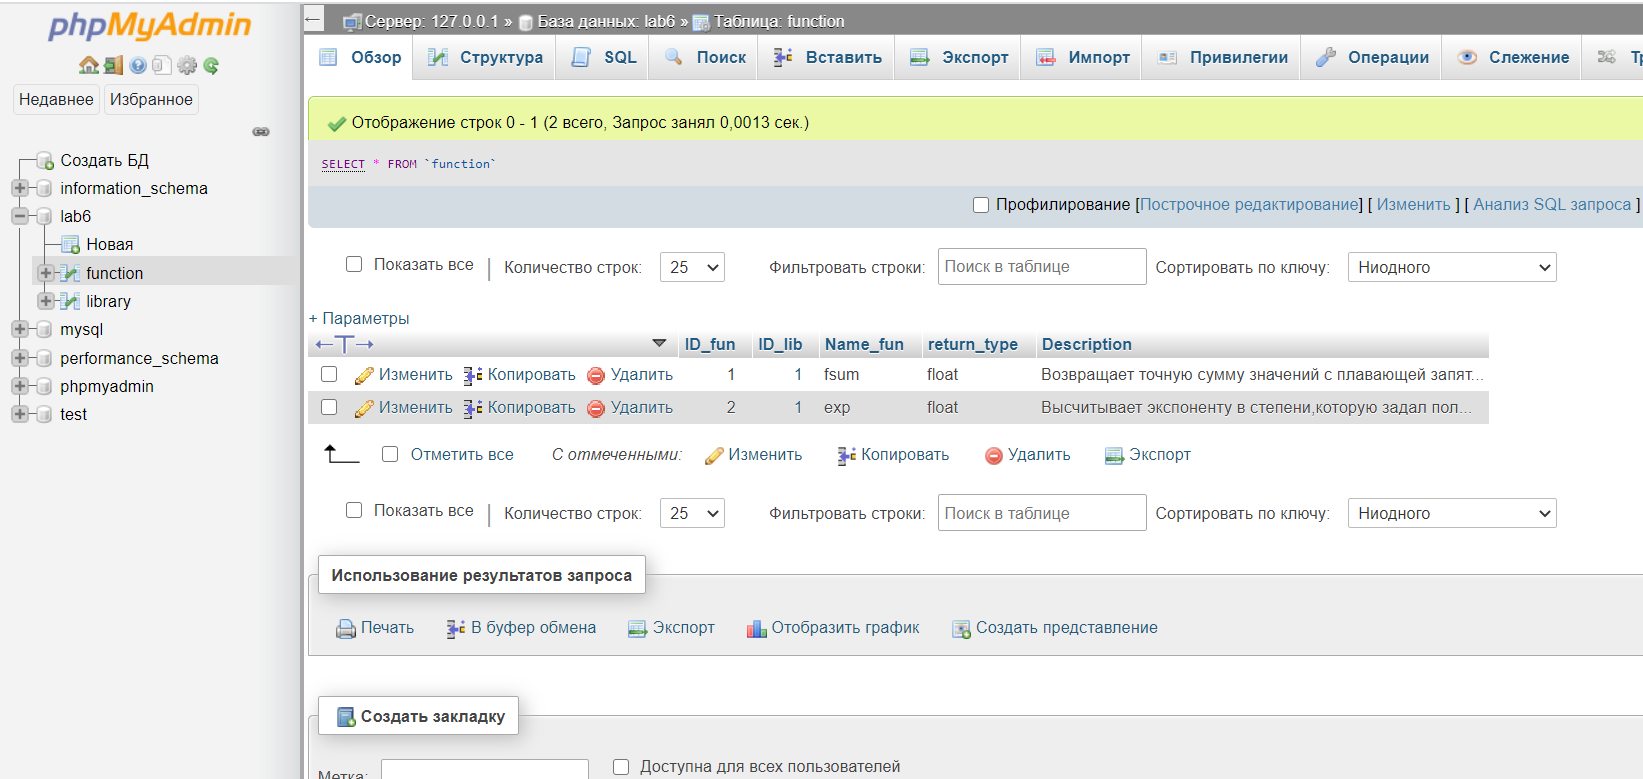 phpMyAdmin
Недавнее Избранное
Создать БД
information_schema
lab6
Новая
function
library
mysql
performance_schema
phpmyadmin
test
← Сервер: 127.0.0.1 » База данных: lab6 » Таблица: function
Обзор Структура SQL Поиск Вставить Экспорт Импорт Привилегии Операции Слежение
Отображение строк 0 - 1 (2 всего, Запрос занял 0,0013 сек.)
SELECT * FROM `function`
Профилирование [Построчное редактирование] [ Изменить ] [ Анализ SQL запроса ]
Показать все | Количество строк: 25 Фильтровать строки: Поиск в таблице Сортировать по ключу: Ниодного
+ Параметры
←T→ ID_fun ID_lib Name_fun return_type Description
Изменить Копировать Удалить 1 1 fsum float Возвращает точную сумму значений с плавающей запят...
Изменить Копировать Удалить 2 1 exp float Высчитывает экспоненту в степени,которую задал пол...
Отметить все С отмеченными: Изменить Копировать Удалить Экспорт
Показать все | Количество строк: 25 Фильтровать строки: Поиск в таблице Сортировать по ключу: Ниодного
Использование результатов запроса
Печать В буфер обмена Экспорт Отобразить график Создать представление
Создать закладку
Метка: Доступна для всех пользователей